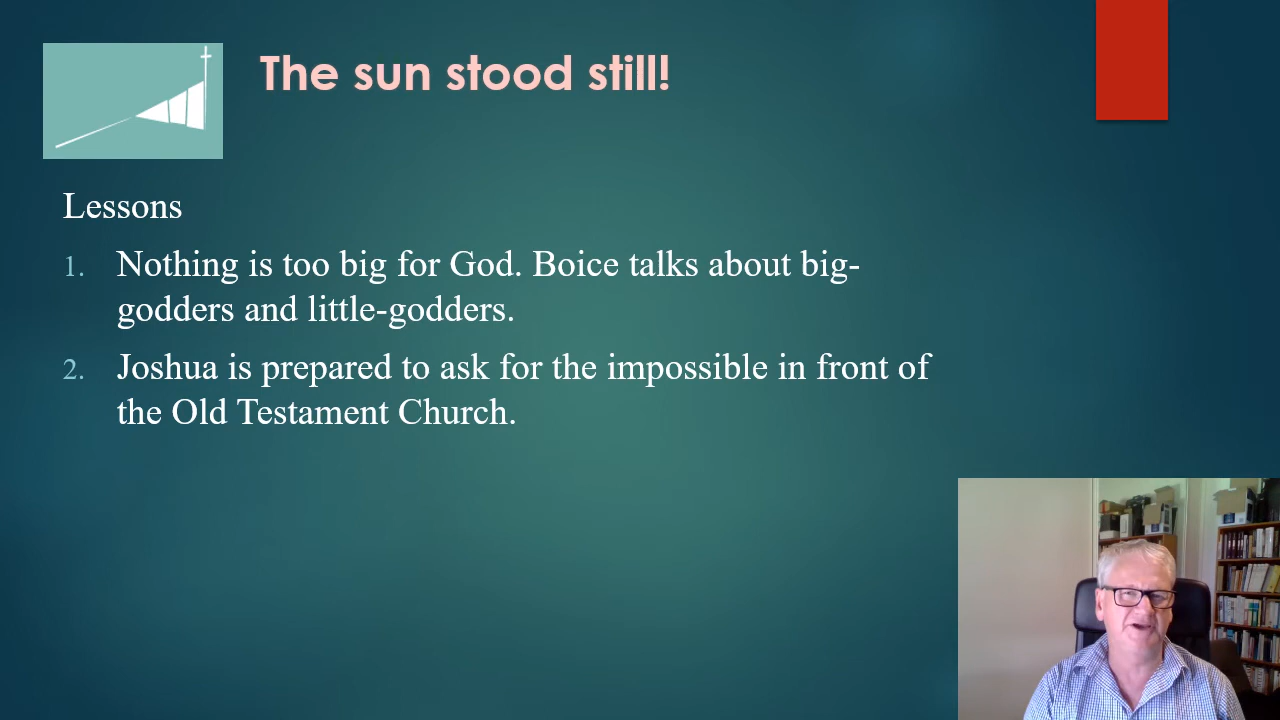 The sun stood still!
Lessons
1. Nothing is too big for God. Boice talks about big-
godders and little-godders.
2. Joshua is prepared to ask for the impossible in front of
the Old Testament Church.